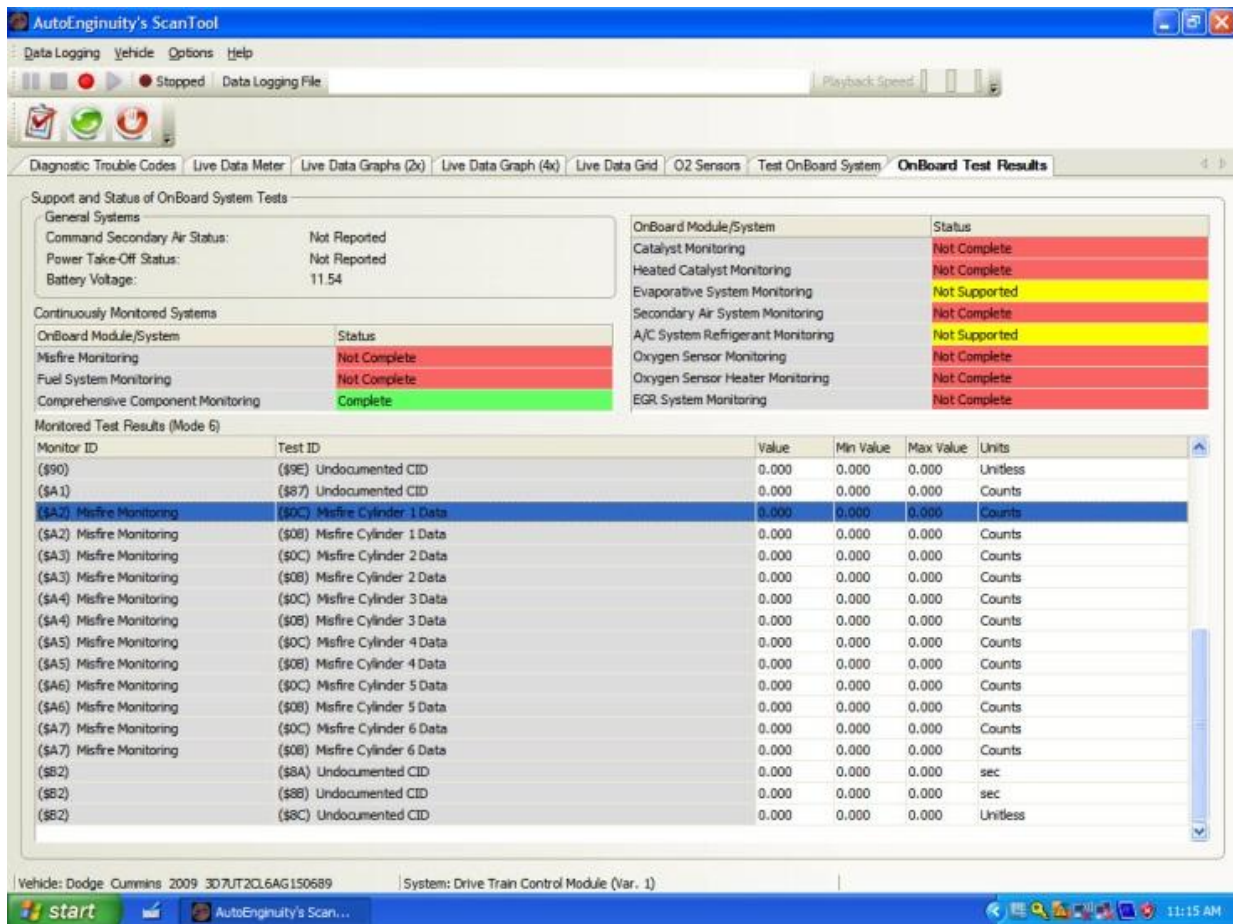 AutoEnginuity's ScanTool
Data Logging Vehicle Options Help
Stopped Data Logging File Playback Speed
Diagnostic Trouble Codes Live Data Meter Live Data Graphs (2x) Live Data Graph (4x) Live Data Grid O2 Sensors Test OnBoard System OnBoard Test Results
Support and Status of OnBoard System Tests
General Systems
Command Secondary Air Status: Not Reported
Power Take-Off Status: Not Reported
Battery Voltage: 11.54
Continuously Monitored Systems
OnBoard Module/System Status
Misfire Monitoring Not Complete
Fuel System Monitoring Not Complete
Comprehensive Component Monitoring Complete
OnBoard Module/System Status
Catalyst Monitoring Not Complete
Heated Catalyst Monitoring Not Complete
Evaporative System Monitoring Not Supported
Secondary Air System Monitoring Not Complete
A/C System Refrigerant Monitoring Not Supported
Oxygen Sensor Monitoring Not Complete
Oxygen Sensor Heater Monitoring Not Complete
EGR System Monitoring Not Complete
Monitored Test Results (Mode 6)
Monitor ID Test ID Value Min Value Max Value Units
($90) ($9E) Undocumented CID 0.000 0.000 0.000 Unitless
($A1) ($87) Undocumented CID 0.000 0.000 0.000 Counts
($A2) Misfire Monitoring ($0C) Misfire Cylinder 1 Data 0.000 0.000 0.000 Counts
($A2) Misfire Monitoring ($0B) Misfire Cylinder 1 Data 0.000 0.000 0.000 Counts
($A3) Misfire Monitoring ($0C) Misfire Cylinder 2 Data 0.000 0.000 0.000 Counts
($A3) Misfire Monitoring ($0B) Misfire Cylinder 2 Data 0.000 0.000 0.000 Counts
($A4) Misfire Monitoring ($0C) Misfire Cylinder 3 Data 0.000 0.000 0.000 Counts
($A4) Misfire Monitoring ($0B) Misfire Cylinder 3 Data 0.000 0.000 0.000 Counts
($A5) Misfire Monitoring ($0C) Misfire Cylinder 4 Data 0.000 0.000 0.000 Counts
($A5) Misfire Monitoring ($0B) Misfire Cylinder 4 Data 0.000 0.000 0.000 Counts
($A6) Misfire Monitoring ($0C) Misfire Cylinder 5 Data 0.000 0.000 0.000 Counts
($A6) Misfire Monitoring ($0B) Misfire Cylinder 5 Data 0.000 0.000 0.000 Counts
($A7) Misfire Monitoring ($0C) Misfire Cylinder 6 Data 0.000 0.000 0.000 Counts
($A7) Misfire Monitoring ($0B) Misfire Cylinder 6 Data 0.000 0.000 0.000 Counts
($B2) ($8A) Undocumented CID 0.000 0.000 0.000 sec
($B2) ($8B) Undocumented CID 0.000 0.000 0.000 sec
($B2) ($8C) Undocumented CID 0.000 0.000 0.000 Unitless
Vehicle: Dodge Cummins 2009 3D7UT2CL6AG150689 System: Drive Train Control Module (Var. 1)
start AutoEnginuity's Scan... 11:15 AM